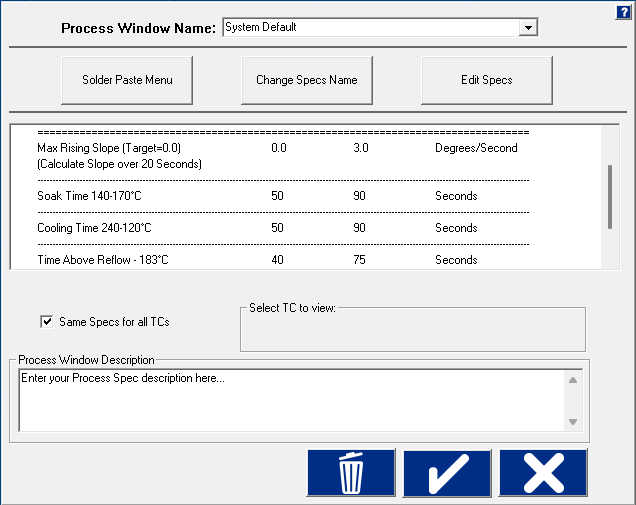 ?
Process Window Name: System Default
Solder Paste Menu Change Specs Name Edit Specs
==========================================================================================
Max Rising Slope (Target=0.0) 0.0 3.0 Degrees/Second
(Calculate Slope over 20 Seconds)
------------------------------------------------------------------------------------------
Soak Time 140-170°C 50 90 Seconds
------------------------------------------------------------------------------------------
Cooling Time 240-120°C 50 90 Seconds
------------------------------------------------------------------------------------------
Time Above Reflow - 183°C 40 75 Seconds
Same Specs for all TCs
Select TC to view:
Process Window Description
Enter your Process Spec description here...